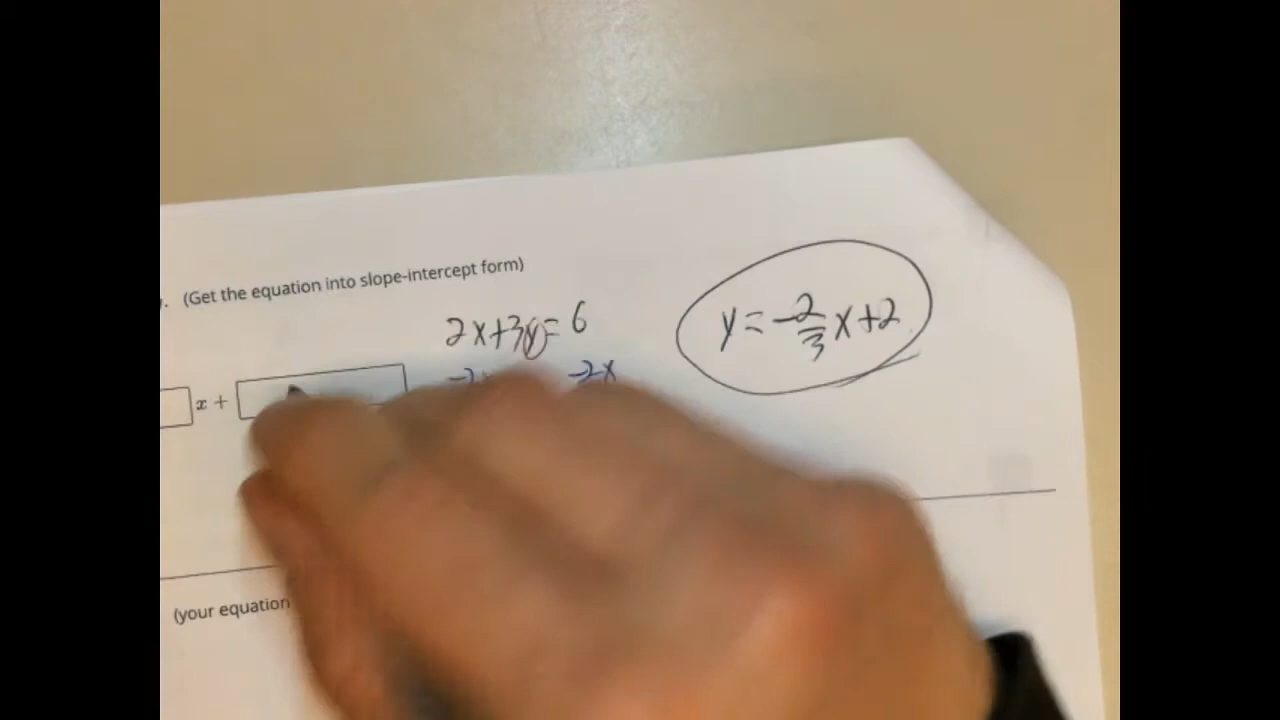 (Get the equation into slope-intercept form)
2x+3y=6
-2x
y=-2/3x+2
x +
(your equation